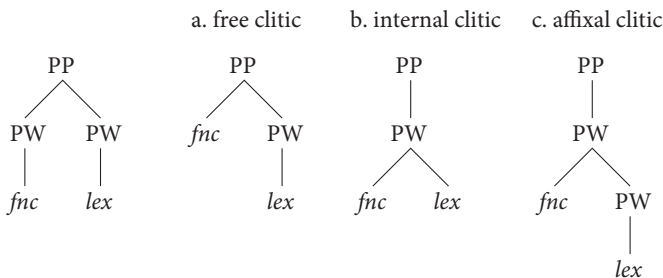 a. free clitic b. internal clitic c. affixal clitic
PP PP PP PP
PW PW fnc PW PW PW
fnc lex lex fnc lex fnc PW
lex